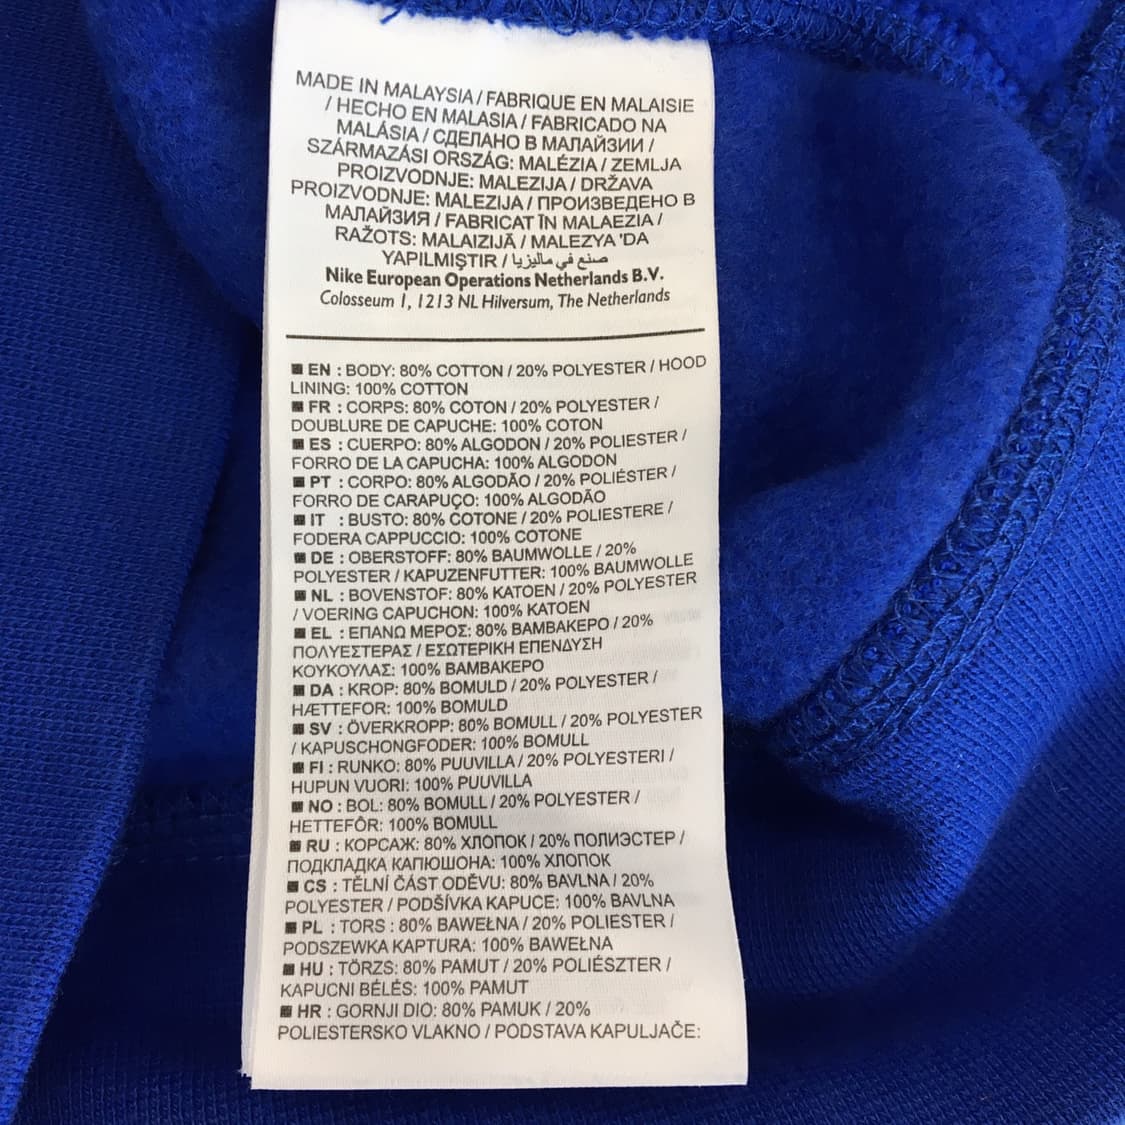 MADE IN MALAYSIA / FABRIQUE EN MALAISIE
/ HECHO EN MALASIA / FABRICADO NA
MALÁSIA / СДЕЛАНО В МАЛАЙЗИИ /
SZÁRMAZÁSI ORSZÁG: MALÉZIA / ZEMLJA
PROIZVODNJE: MALEZIJA / DRŽAVA
PROIZVODNJE: MALEZIJA / ПРОИЗВЕДЕНО В
МАЛАЙЗИЯ / FABRICAT ÎN MALAEZIA /
RAŽOTS: MALAIZIJĀ / MALEZYA 'DA
YAPILMIŞTIR / صنع في ماليزيا
Nike European Operations Netherlands B.V.
Colosseum 1, 1213 NL Hilversum, The Netherlands
EN : BODY: 80% COTTON / 20% POLYESTER / HOOD
LINING: 100% COTTON
FR : CORPS: 80% COTON / 20% POLYESTER /
DOUBLURE DE CAPUCHE: 100% COTON
ES : CUERPO: 80% ALGODON / 20% POLIESTER /
FORRO DE LA CAPUCHA: 100% ALGODON
PT : CORPO: 80% ALGODÃO / 20% POLIÉSTER /
FORRO DE CARAPUÇO: 100% ALGODÃO
IT : BUSTO: 80% COTONE / 20% POLIESTERE /
FODERA CAPPUCCIO: 100% COTONE
DE : OBERSTOFF: 80% BAUMWOLLE / 20%
POLYESTER / KAPUZENFUTTER: 100% BAUMWOLLE
NL : BOVENSTOF: 80% KATOEN / 20% POLYESTER
/ VOERING CAPUCHON: 100% KATOEN
EL : ΕΠΑΝΩ ΜΕΡΟΣ: 80% ΒΑΜΒΑΚΕΡΟ / 20%
ΠΟΛΥΕΣΤΕΡΑΣ / ΕΣΩΤΕΡΙΚΗ ΕΠΕΝΔΥΣΗ
ΚΟΥΚΟΥΛΑΣ: 100% ΒΑΜΒΑΚΕΡΟ
DA : KROP: 80% BOMULD / 20% POLYESTER /
HÆTTEFOR: 100% BOMULD
SV : ÖVERKROPP: 80% BOMULL / 20% POLYESTER
/ KAPUSCHONGFODER: 100% BOMULL
FI : RUNKO: 80% PUUVILLA / 20% POLYESTERI /
HUPUN VUORI: 100% PUUVILLA
NO : BOL: 80% BOMULL / 20% POLYESTER /
HETTEFÔR: 100% BOMULL
RU : КОРСАЖ: 80% ХЛОПОК / 20% ПОЛИЭСТЕР /
ПОДКЛАДКА КАПЮШОНА: 100% ХЛОПОК
CS : TĚLNÍ ČÁST ODĚVU: 80% BAVLNA / 20%
POLYESTER / PODŠÍVKA KAPUCE: 100% BAVLNA
PL : TORS : 80% BAWEŁNA / 20% POLIESTER /
PODSZEWKA KAPTURA: 100% BAWEŁNA
HU : TÖRZS: 80% PAMUT / 20% POLIÉSZTER /
KAPUCNI BÉLÉS: 100% PAMUT
HR : GORNJI DIO: 80% PAMUK / 20%
POLIESTERSKO VLAKNO / PODSTAVA KAPULJAČE: